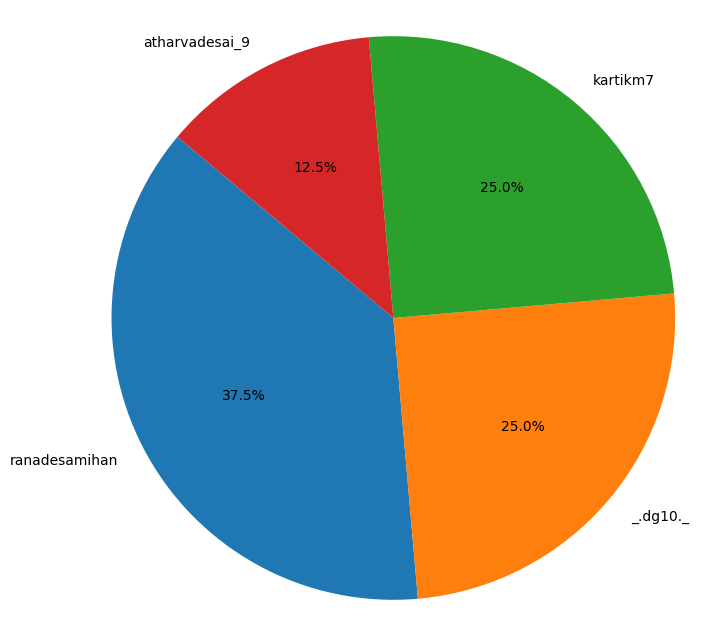 atharvadesai_9
kartikm7
12.5%
25.0%
37.5%
25.0%
ranadesamihan
_.dg10._